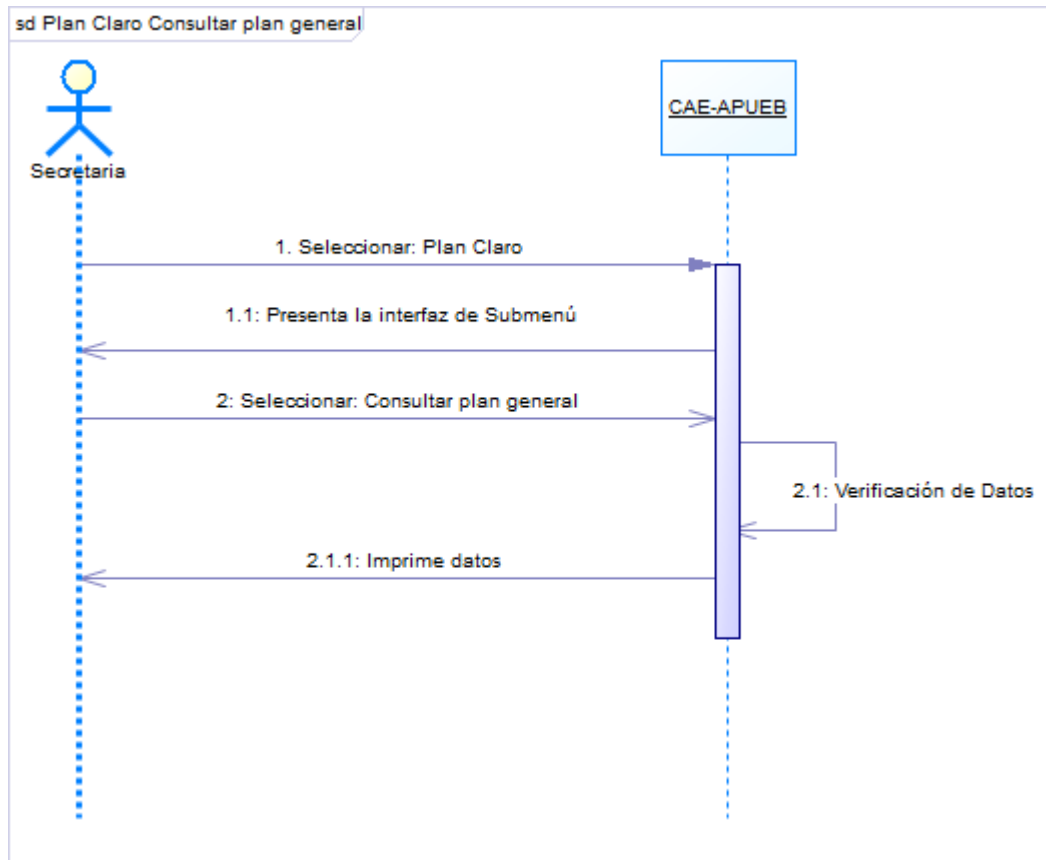 sd Plan Claro Consultar plan general
Secretaria
CAE-APUEB
1. Seleccionar: Plan Claro
1.1: Presenta la interfaz de Submenú
2: Seleccionar: Consultar plan general
2.1: Verificación de Datos
2.1.1: Imprime datos